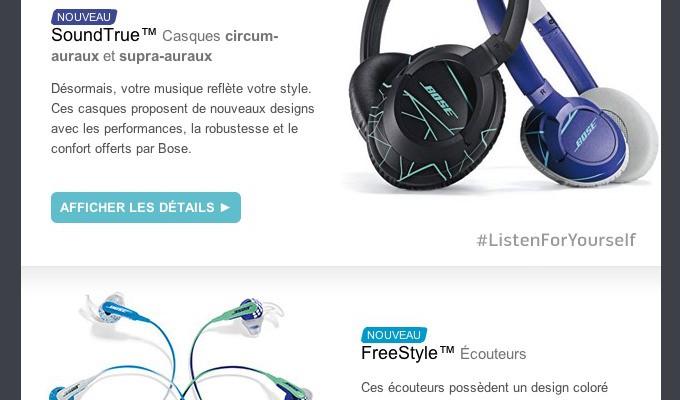 NOUVEAU
SoundTrue™ Casques circum-
auraux et supra-auraux
Désormais, votre musique reflète votre style.
Ces casques proposent de nouveaux designs
avec les performances, la robustesse et le
confort offerts par Bose.
AFFICHER LES DÉTAILS ►
BOSE
BOSE
#ListenForYourself
NOUVEAU
FreeStyle™ Écouteurs
Ces écouteurs possèdent un design coloré